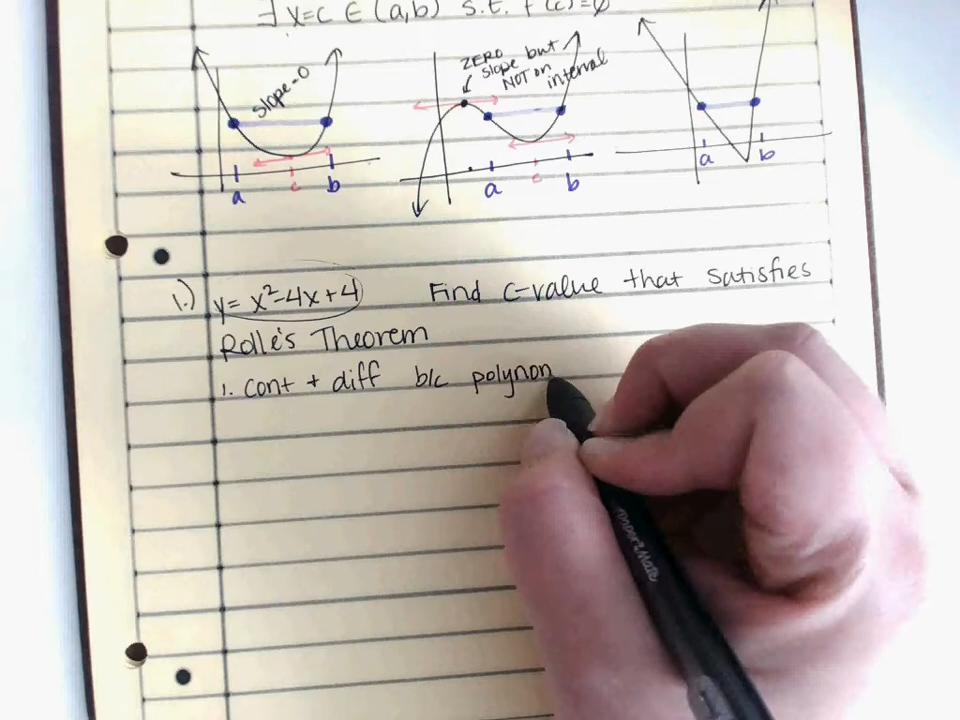 ∃ x=c ∈ (a,b) s.t. f'(c)=0
slope=0
a
c
b
ZERO
slope but
NOT on
interval
a
c
b
a
b
1.) y= x²-4x+4 Find c-value that satisfies
Rolle's Theorem
1. cont + diff b/c polynom
PaperMate